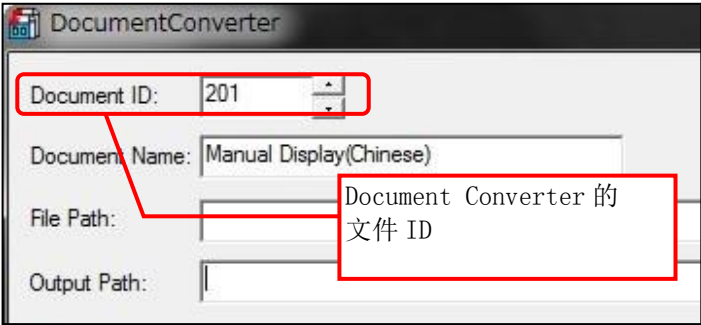 DocumentConverter
Document ID: 201
Document Name: Manual Display(Chinese)
Document Converter 的
文件 ID
File Path:
Output Path: